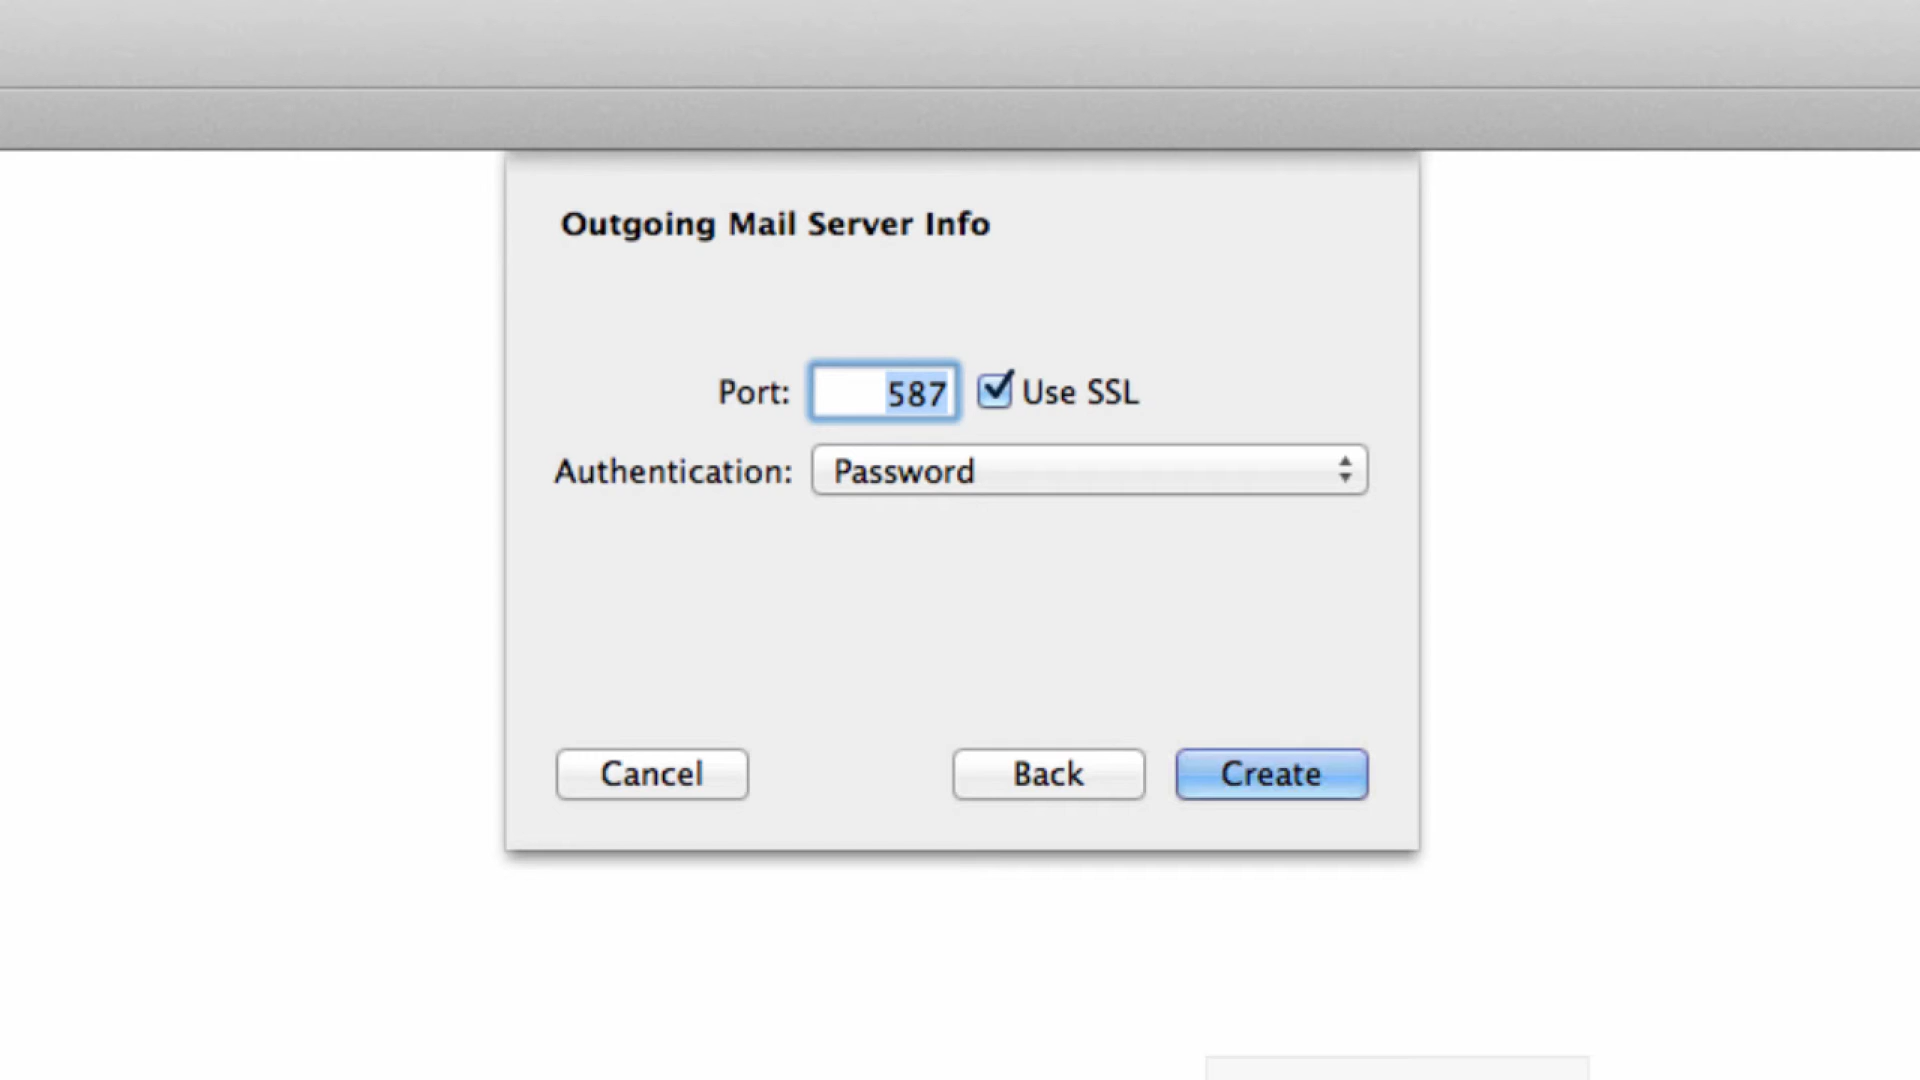 Outgoing Mail Server Info
Port: 587 Use SSL
Authentication: Password
Cancel Back Create